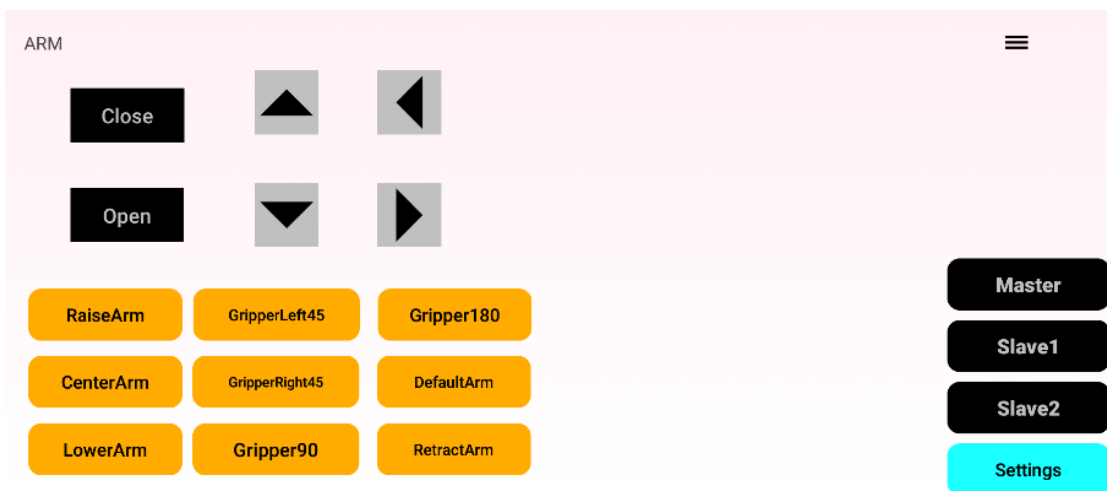 ARM
Close
Open
RaiseArm GripperLeft45 Gripper180
CenterArm GripperRight45 DefaultArm
LowerArm Gripper90 RetractArm
Master
Slave1
Slave2
Settings